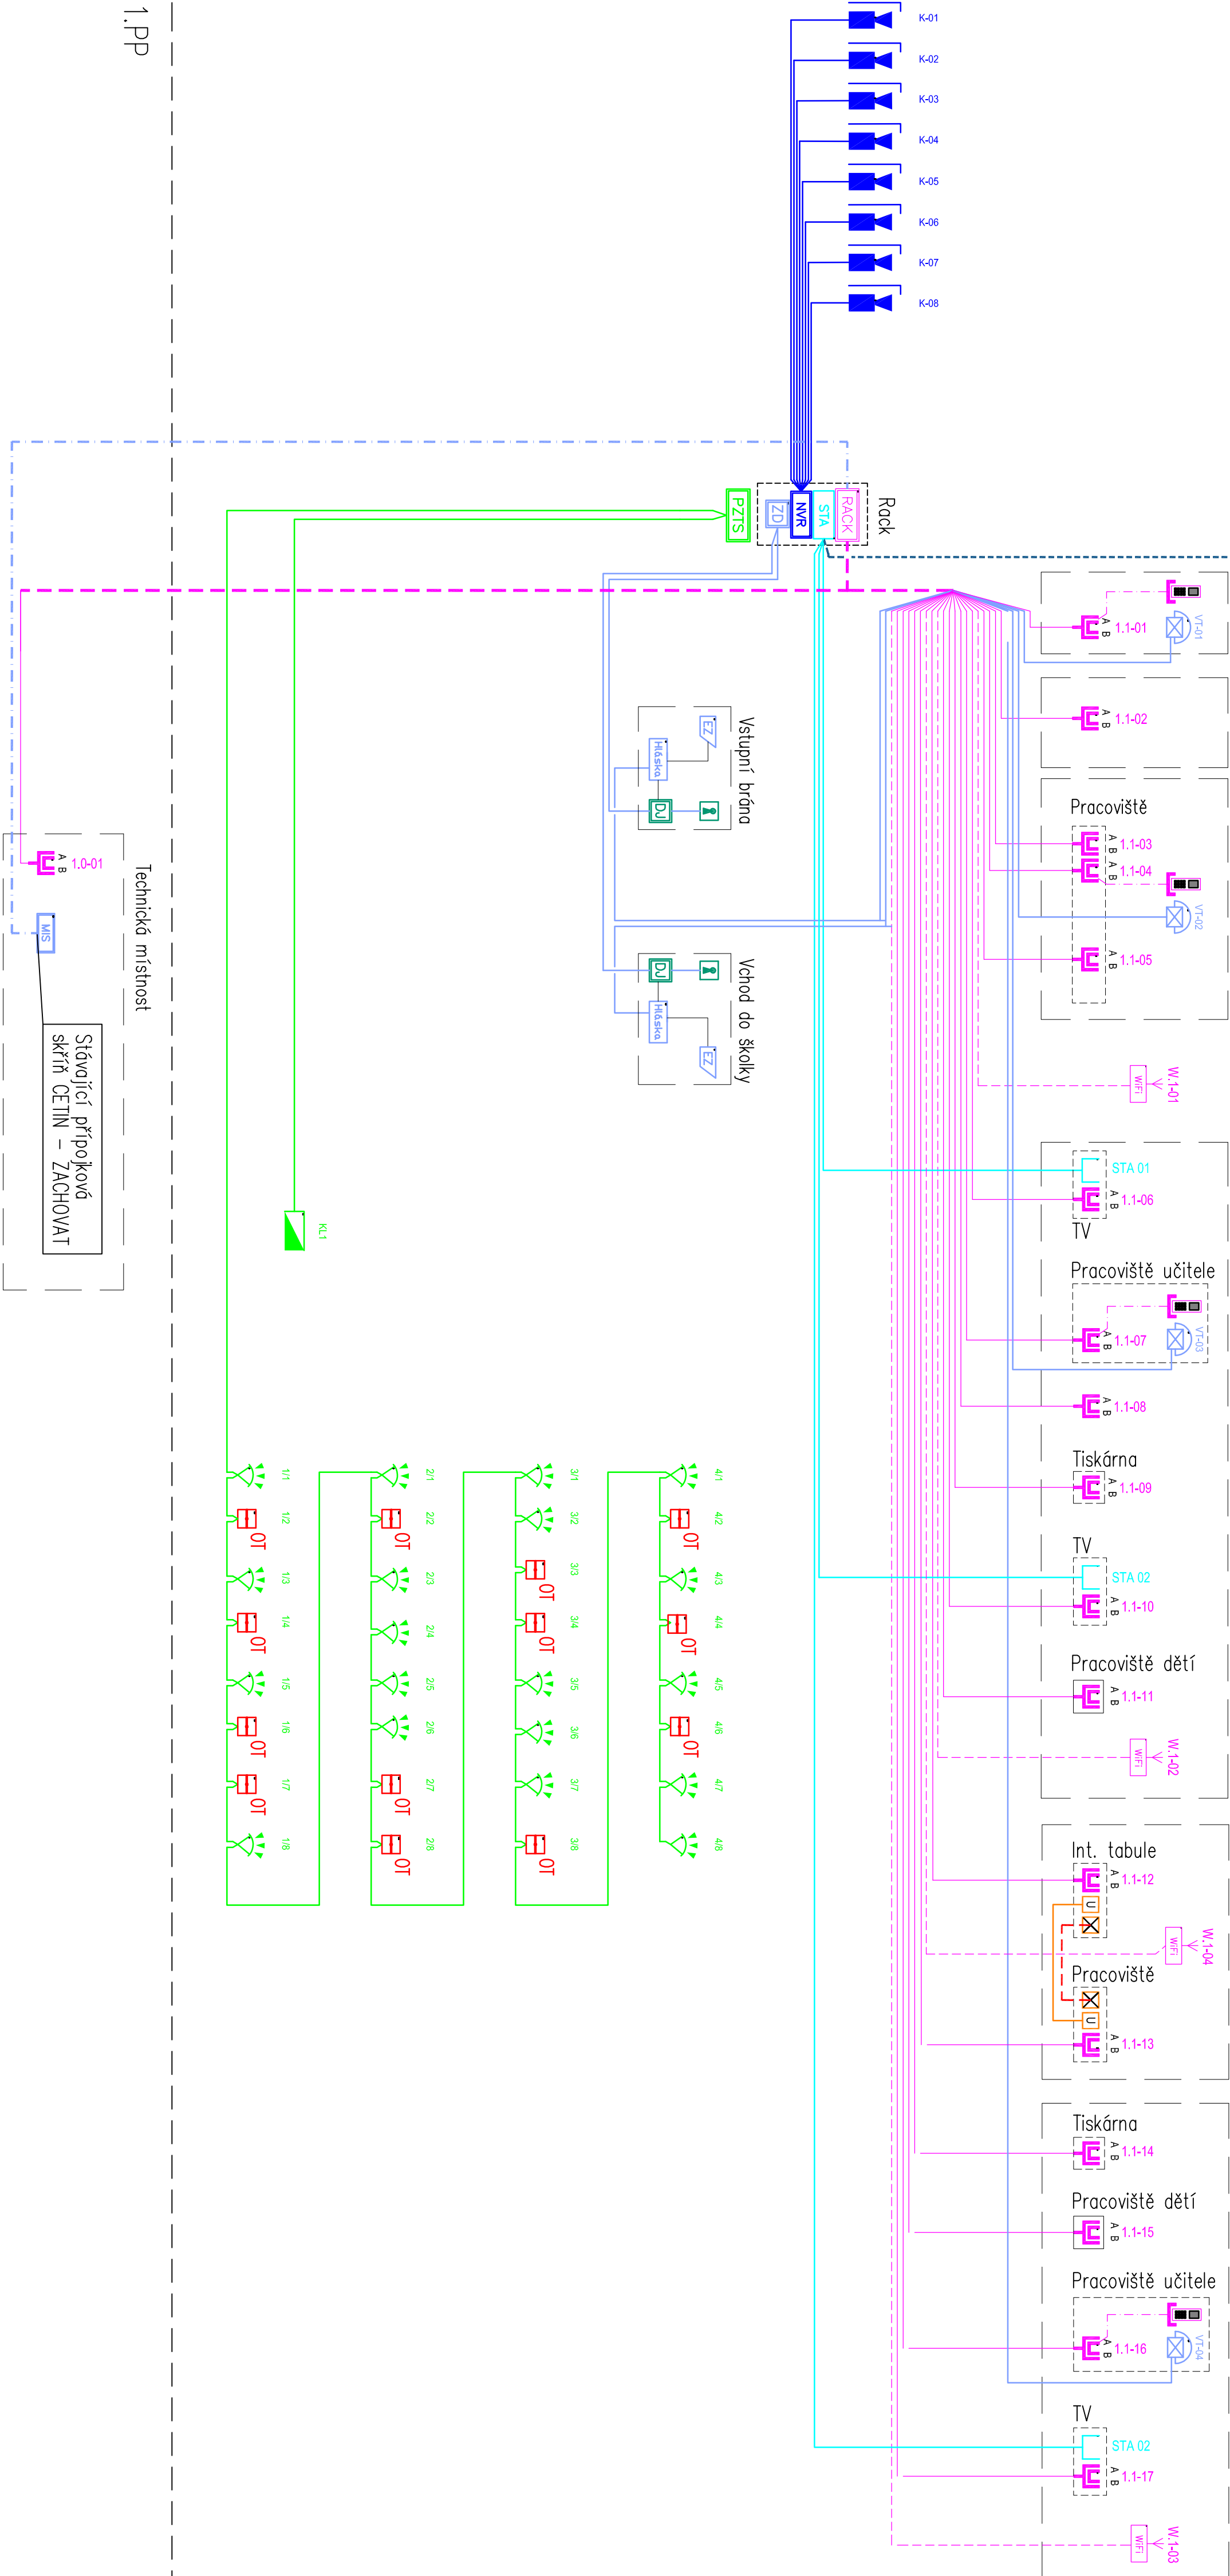 K-01
K-02
K-03
K-04
K-05
K-06
K-07
K-08
Rack
RACK
STA
NVR
ZD
PZTS
VT-01
A B 1.1-01
A B 1.1-02
Pracoviště
A B 1.1-03
A B 1.1-04
VT-02
A B 1.1-05
W.1-01
WiFi
STA 01
A B 1.1-06
TV
Pracoviště učitele
VT-03
A B 1.1-07
A B 1.1-08
Tiskárna
A B 1.1-09
TV
STA 02
A B 1.1-10
Pracoviště dětí
A B 1.1-11
W.1-02
WiFi
Int. tabule
A B 1.1-12
U
W.1-04
WiFi
Pracoviště
U
A B 1.1-13
Tiskárna
A B 1.1-14
Pracoviště dětí
A B 1.1-15
Pracoviště učitele
VT-04
A B 1.1-16
TV
STA 02
A B 1.1-17
W.1-03
WiFi
Vstupní brána
EZ
Hláska
DJ
Vchod do školky
DJ
Hláska
EZ
4/1
4/2
OT
4/3
4/4
OT
4/5
4/6
OT
4/7
4/8
3/1
3/2
3/3
OT
3/4
OT
3/5
3/6
3/7
3/8
OT
2/1
2/2
OT
2/3
2/4
2/5
2/6
2/7
OT
2/8
OT
1/1
1/2
OT
1/3
1/4
OT
1/5
1/6
OT
1/7
OT
1/8
KL1
1.PP
Technická místnost
A B 1.0-01
MIS
Stávající přípojková
skříň CETIN - ZACHOVAT